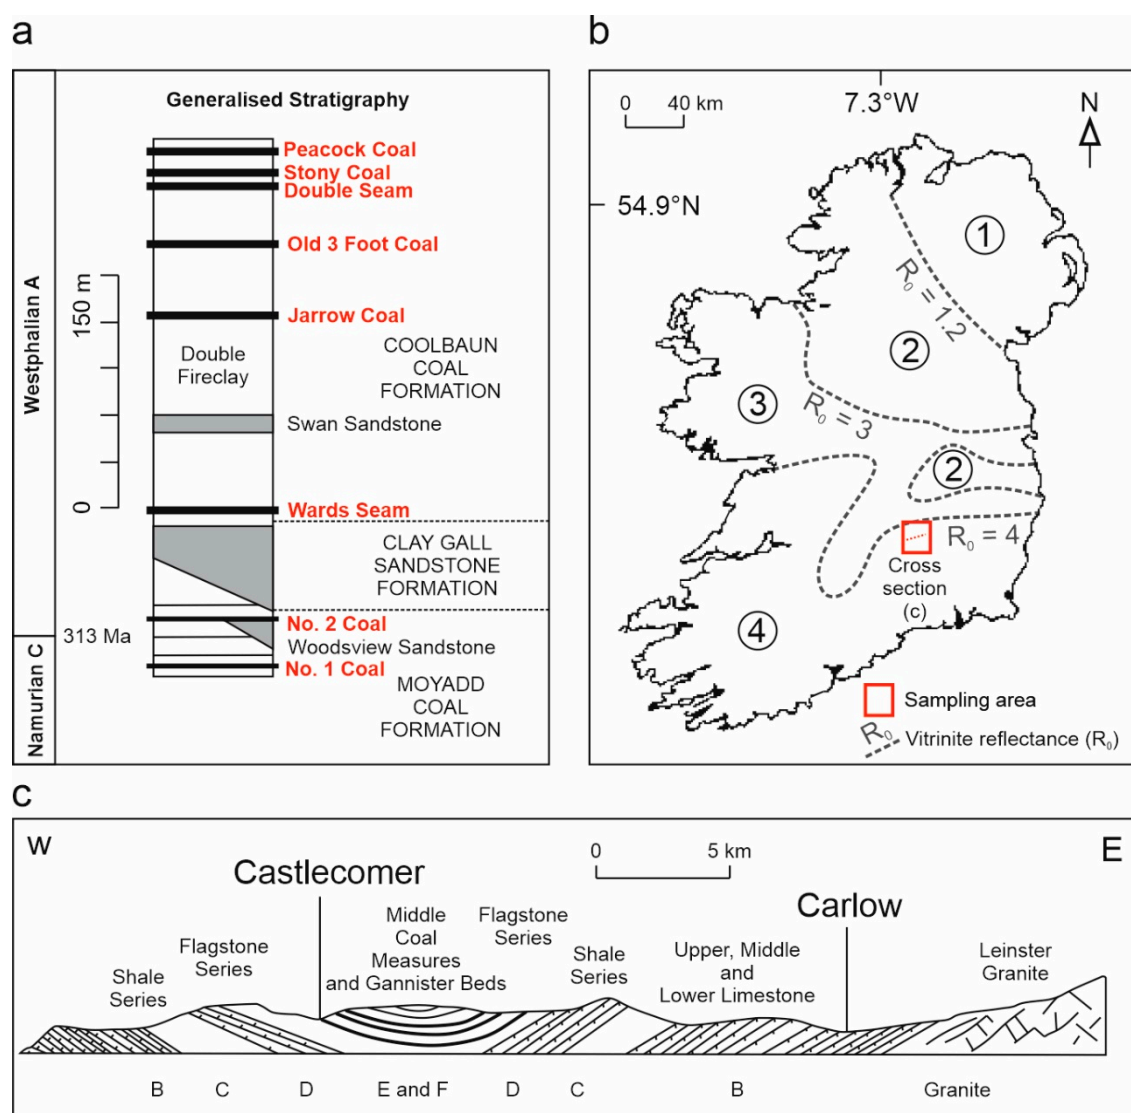 a
Generalised Stratigraphy
Peacock Coal
Stony Coal
Double Seam
Old 3 Foot Coal
Jarrow Coal
Double
Fireclay
COOLBAUN
COAL
FORMATION
Swan Sandstone
Wards Seam
CLAY GALL
SANDSTONE
FORMATION
No. 2 Coal
Woodsview Sandstone
No. 1 Coal
MOYADD
COAL
FORMATION
Westphalian A
Namurian C
150 m
0
313 Ma
b
0 40 km
7.3°W
N
54.9°N
1
R₀ = 1.2
2
3
R₀ = 3
2
R₀ = 4
Cross
section
(c)
4
Sampling area
R₀
Vitrinite reflectance (R₀)
c
W
E
0 5 km
Castlecomer
Carlow
Shale
Series
Flagstone
Series
Middle
Coal
Measures
and Gannister Beds
Flagstone
Series
Shale
Series
Upper, Middle
and
Lower Limestone
Leinster
Granite
B C D E and F D C B Granite